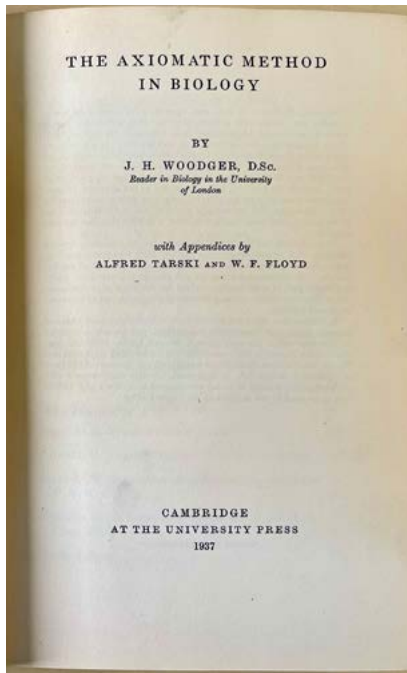 THE AXIOMATIC METHOD
IN BIOLOGY
BY
J. H. WOODGER, D.Sc.
Reader in Biology in the University
of London
with Appendices by
ALFRED TARSKI AND W. F. FLOYD
CAMBRIDGE
AT THE UNIVERSITY PRESS
1937